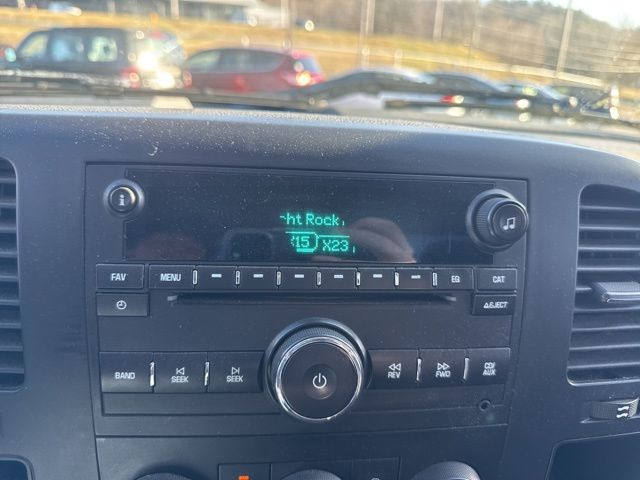 ht Rock
15 X23
FAV
MENU
EQ
CAT
EJECT
BAND
SEEK
SEEK
REV
FWD
CD/
AUX